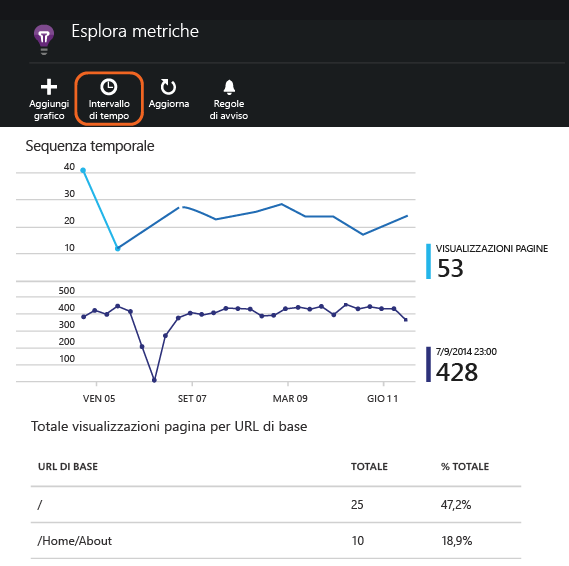 Esplora metriche
Aggiungi
grafico
Intervallo
di tempo
Aggiorna
Regole
di avviso
Sequenza temporale
40
30
20
10
VISUALIZZAZIONI PAGINE
53
500
400
300
200
100
7/9/2014 23:00
428
VEN 05 SET 07 MAR 09 GIO 11
Totale visualizzazioni pagina per URL di base
URL DI BASE TOTALE % TOTALE
/ 25 47,2%
/Home/About 10 18,9%